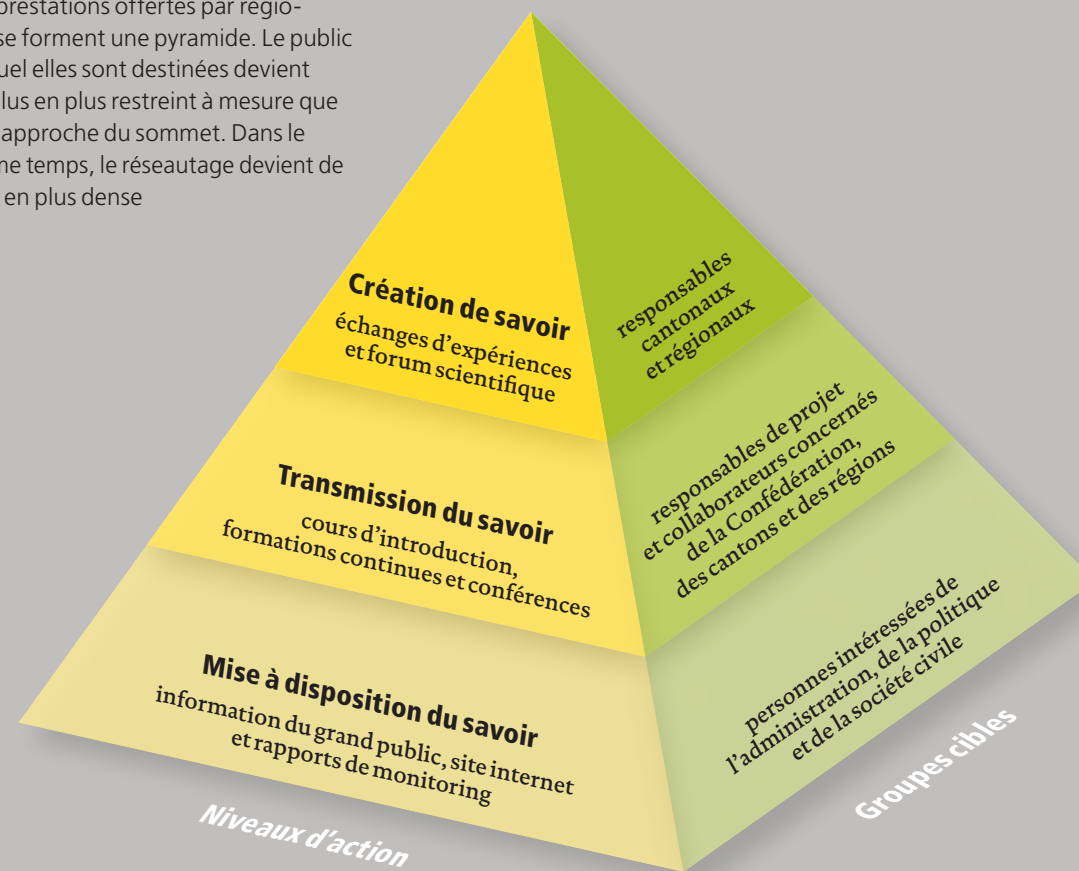 prestations offertes par regio-
se forment une pyramide. Le public
elles sont destinées devient
en plus restreint à mesure que
approche du sommet. Dans le
temps, le réseautage devient de
en plus dense
Création de savoir
échanges d'expériences
et forum scientifique
responsables
cantonaux
et régionaux
Transmission du savoir
cours d'introduction,
formations continues et conférences
responsables de projet
et collaborateurs concernés
de la Confédération,
des cantons et des régions
Mise à disposition du savoir
information du grand public, site internet
et rapports de monitoring
personnes intéressées de
l'administration, de la politique
et de la société civile
Niveaux d'action
Groupes cibles